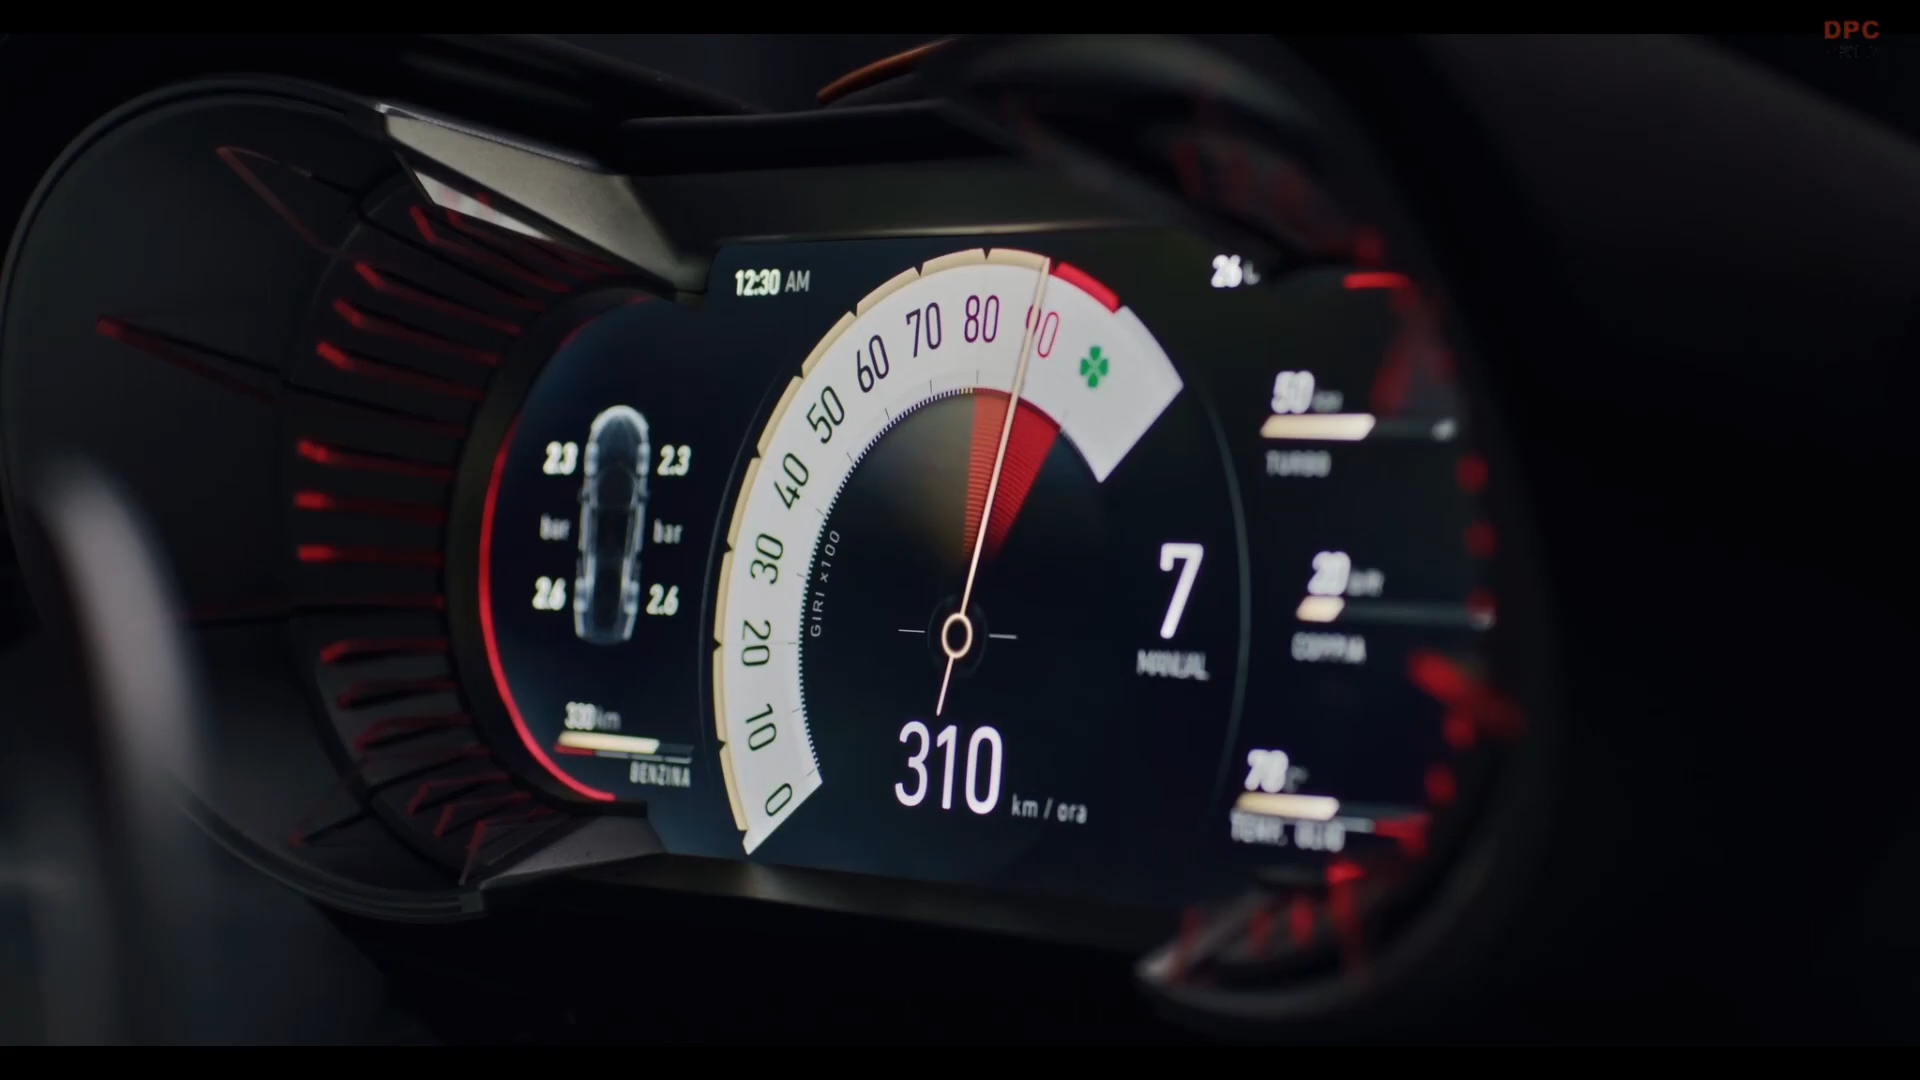 DPC
12:30 AM
26
0 10 20 30 40 50 60 70 80 90
GIRI x100
2.3 2.3
bar bar
2.6 2.6
330 km
BENZINA
7
MANUAL
310 km / ora
50
TURBO
20
COPPIA
70
TEMP. OLIO